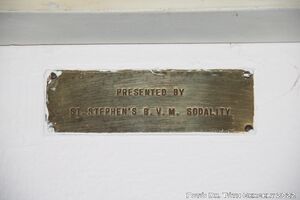 PRESENTED BY
ST. STEPHEN'S B.V.M. SODALITY